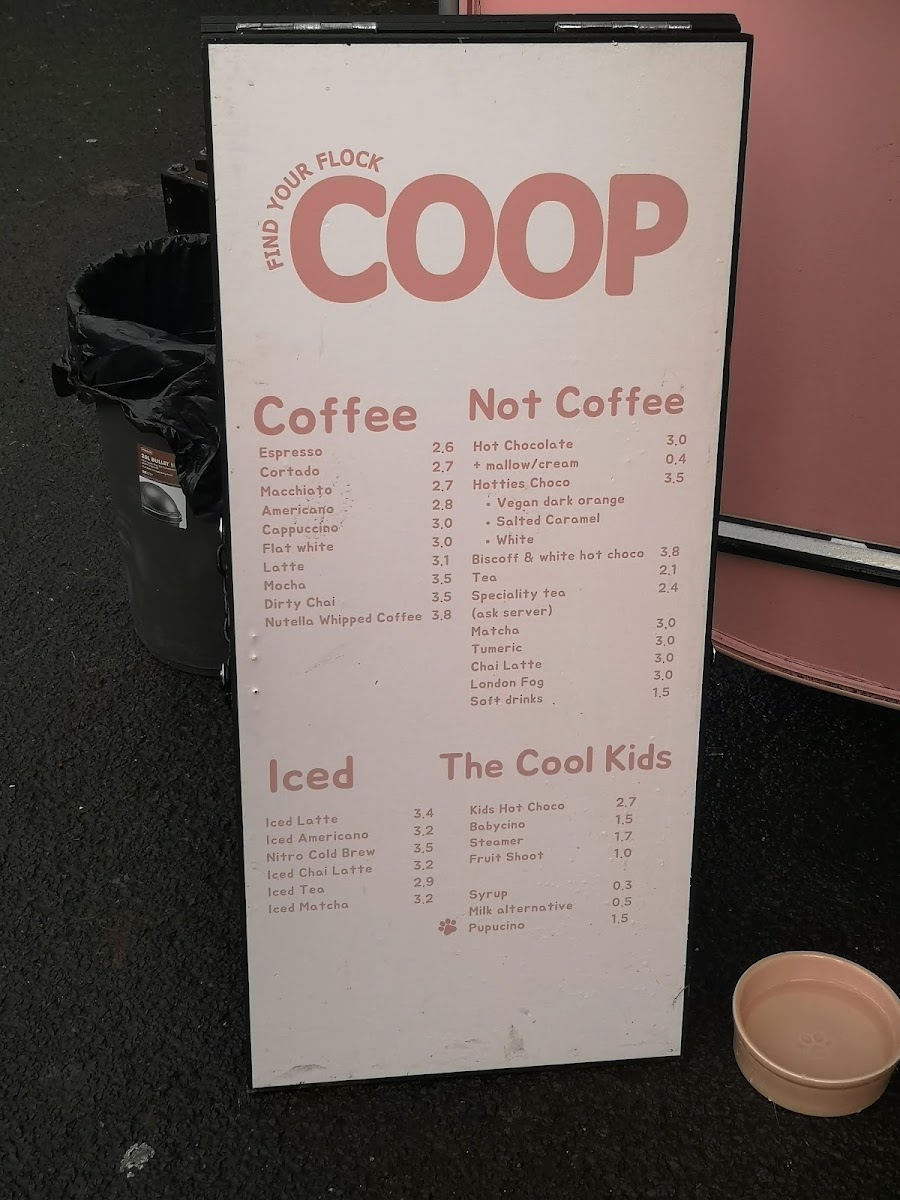 FIND YOUR FLOCK
COOP
Coffee
Espresso 2.6
Cortado 2.7
Macchiato 2.7
Americano 2.8
Cappuccino 3.0
Flat white 3.0
Latte 3.1
Mocha 3.5
Dirty Chai 3.5
Nutella Whipped Coffee 3.8
Not Coffee
Hot Chocolate 3.0
+ mallow/cream 0.4
Hotties Choco 3.5
• Vegan dark orange
• Salted Caramel
• White
Biscoff & white hot choco 3.8
Tea 2.1
Speciality tea 2.4
(ask server)
Matcha 3.0
Tumeric 3.0
Chai Latte 3.0
London Fog 3.0
Soft drinks 1.5
Iced
Iced Latte 3.4
Iced Americano 3.2
Nitro Cold Brew 3.5
Iced Chai Latte 3.2
Iced Tea 2.9
Iced Matcha 3.2
The Cool Kids
Kids Hot Choco 2.7
Babycino 1.5
Steamer 1.7
Fruit Shoot 1.0
Syrup 0.3
Milk alternative 0.5
Pupucino 1.5